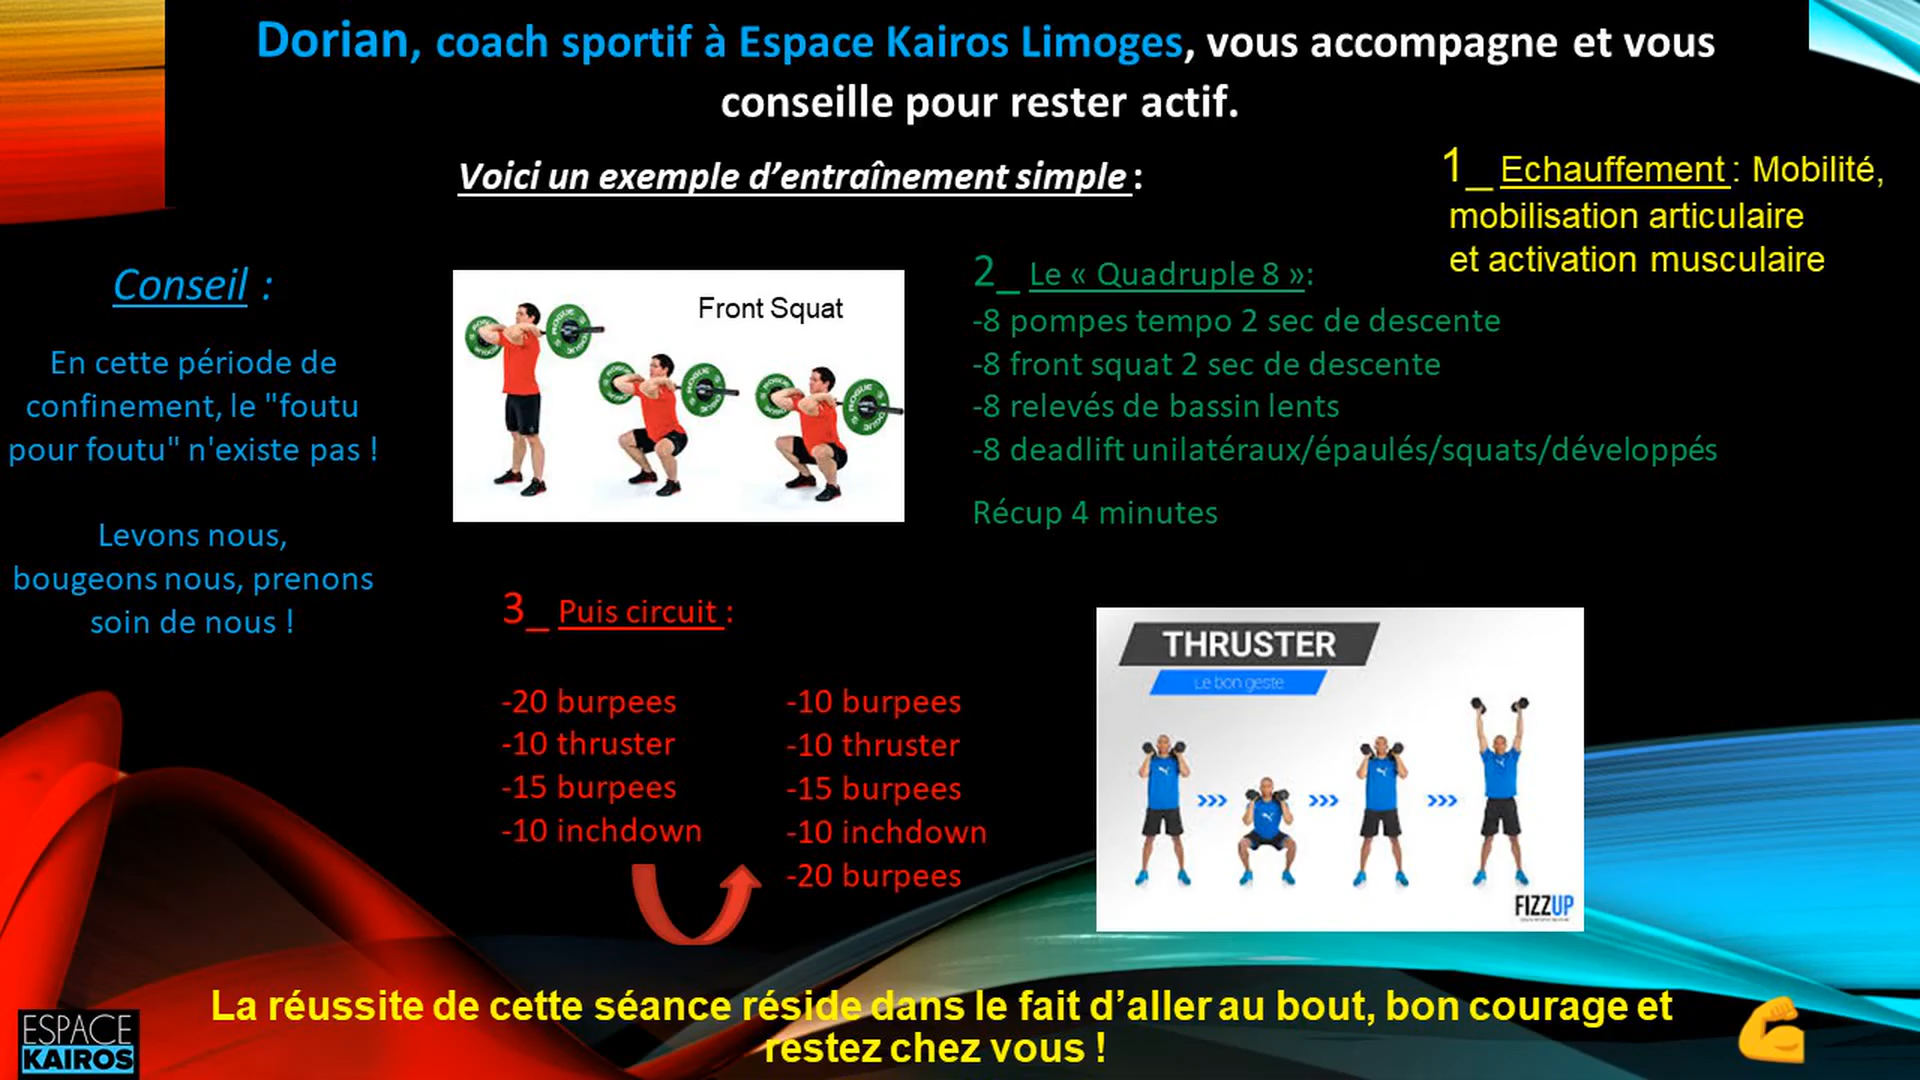 Dorian, coach sportif à Espace Kairos Limoges, vous accompagne et vous
conseille pour rester actif.
Voici un exemple d’entraînement simple :
1_ Echauffement : Mobilité,
mobilisation articulaire
et activation musculaire
Conseil :
En cette période de
confinement, le "foutu
pour foutu" n'existe pas !
Levons nous,
bougeons nous, prenons
soin de nous !
Front Squat
2_ Le « Quadruple 8 »:
-8 pompes tempo 2 sec de descente
-8 front squat 2 sec de descente
-8 relevés de bassin lents
-8 deadlift unilatéraux/épaulés/squats/développés
Récup 4 minutes
3_ Puis circuit :
-20 burpees
-10 thruster
-15 burpees
-10 inchdown
-10 burpees
-10 thruster
-15 burpees
-10 inchdown
-20 burpees
THRUSTER
Le bon geste
FIZZUP
La réussite de cette séance réside dans le fait d’aller au bout, bon courage et
restez chez vous !
ESPACE
KAIROS